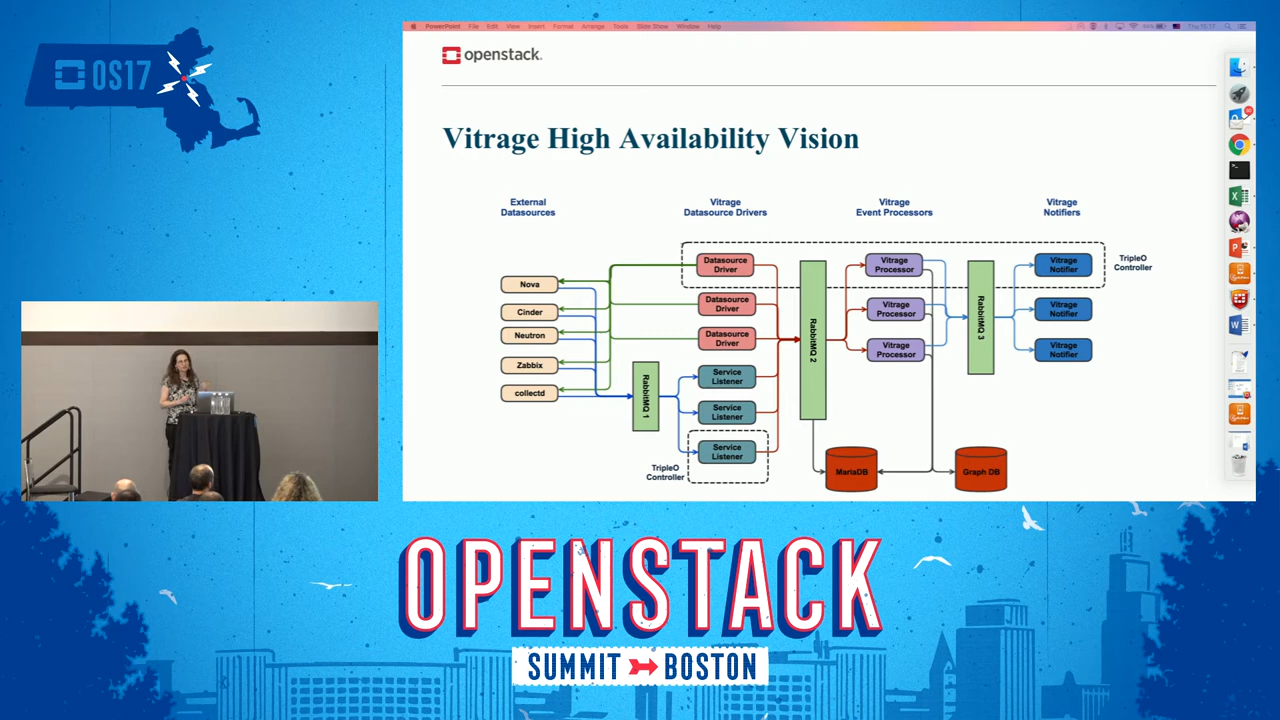 OS17
PowerPoint File Edit View Insert Format Arrange Tools Slide Show Window Help
openstack.
Vitrage High Availability Vision
External
Datasources
Vitrage
Datasource Drivers
Vitrage
Event Processors
Vitrage
Notifiers
Nova
Cinder
Neutron
Zabbix
collectd
RabbitMQ 1
Datasource
Driver
Datasource
Driver
Datasource
Driver
Service
Listener
Service
Listener
Service
Listener
TripleO
Controller
RabbitMQ 2
Vitrage
Processor
Vitrage
Processor
Vitrage
Processor
RabbitMQ 3
Vitrage
Notifier
Vitrage
Notifier
Vitrage
Notifier
TripleO
Controller
MariaDB
Graph DB
OPENSTACK
SUMMIT BOSTON